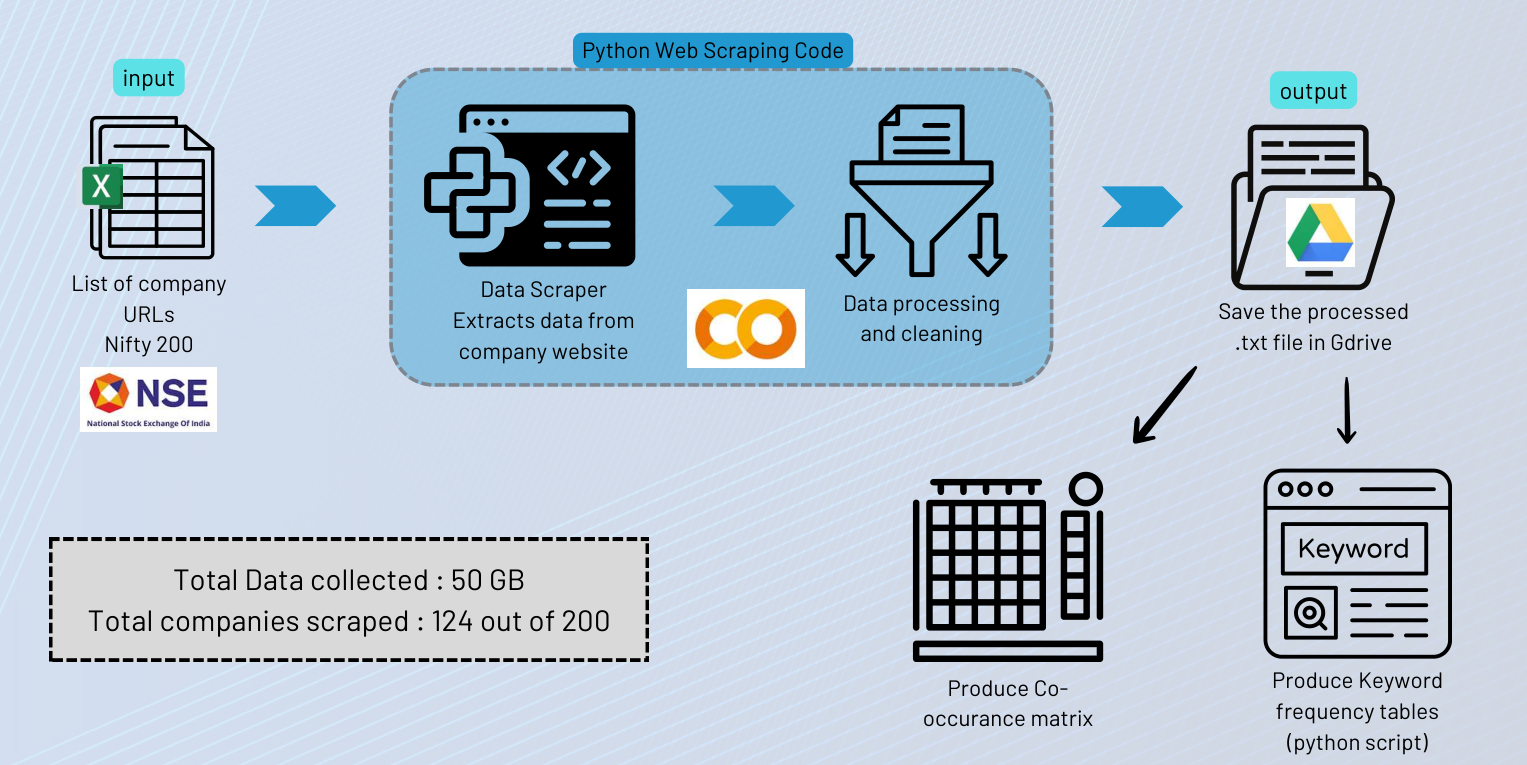 Python Web Scraping Code
input
output
X
List of company
URLs
Nifty 200
NSE
National Stock Exchange Of India
Data Scraper
Extracts data from
company website
Data processing
and cleaning
Save the processed
.txt file in Gdrive
Total Data collected : 50 GB
Total companies scraped : 124 out of 200
Produce Co-
occurance matrix
Keyword
Produce Keyword
frequency tables
(python script)